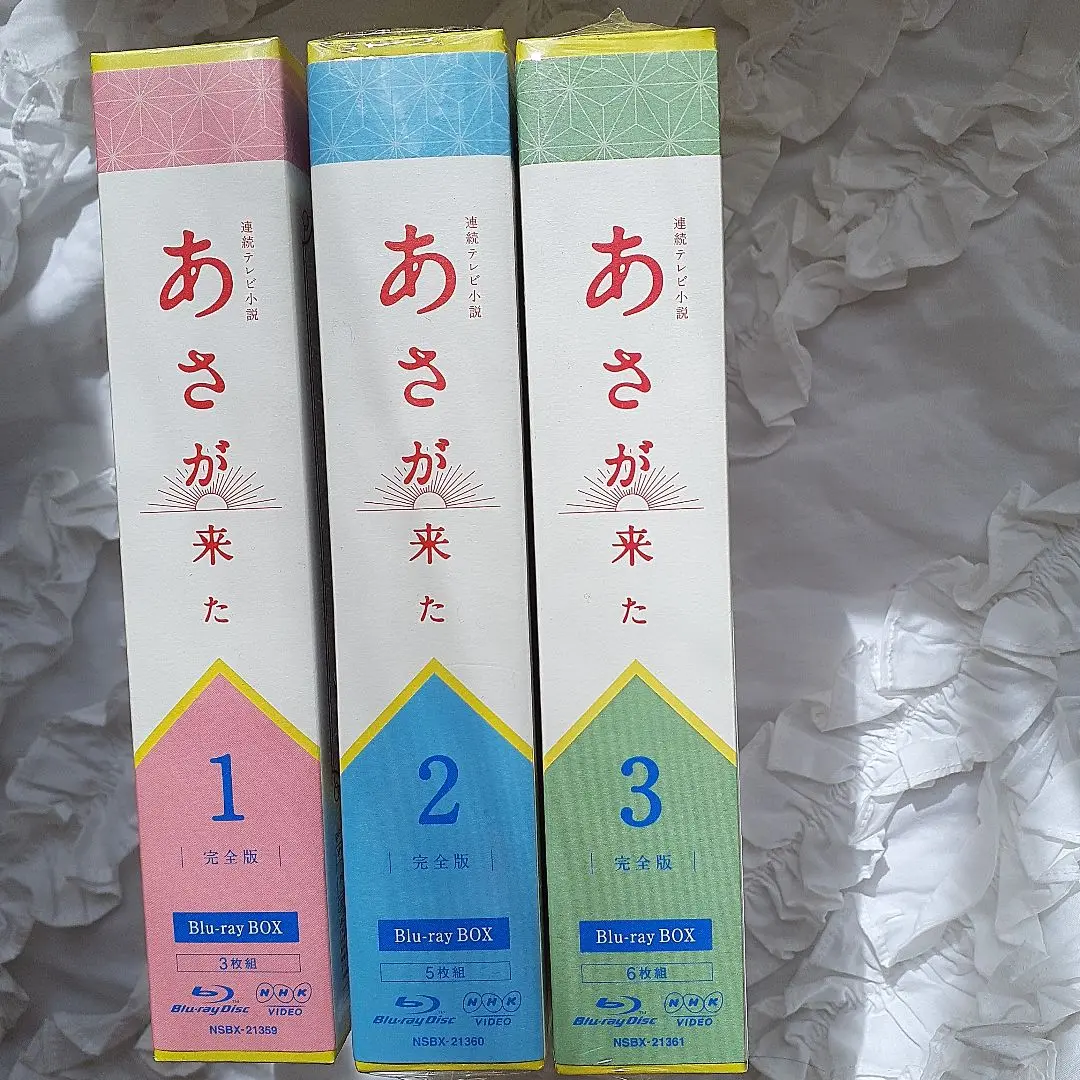 連続テレビ小説
あさが来た
1
完全版
Blu-ray BOX
3枚組
Blu-ray Disc
NHK
VIDEO
NSBX-21359
連続テレビ小説
あさが来た
2
完全版
Blu-ray BOX
5枚組
Blu-ray Disc
NHK
VIDEO
NSBX-21360
連続テレビ小説
あさが来た
3
完全版
Blu-ray BOX
6枚組
Blu-ray Disc
NHK
VIDEO
NSBX-21361